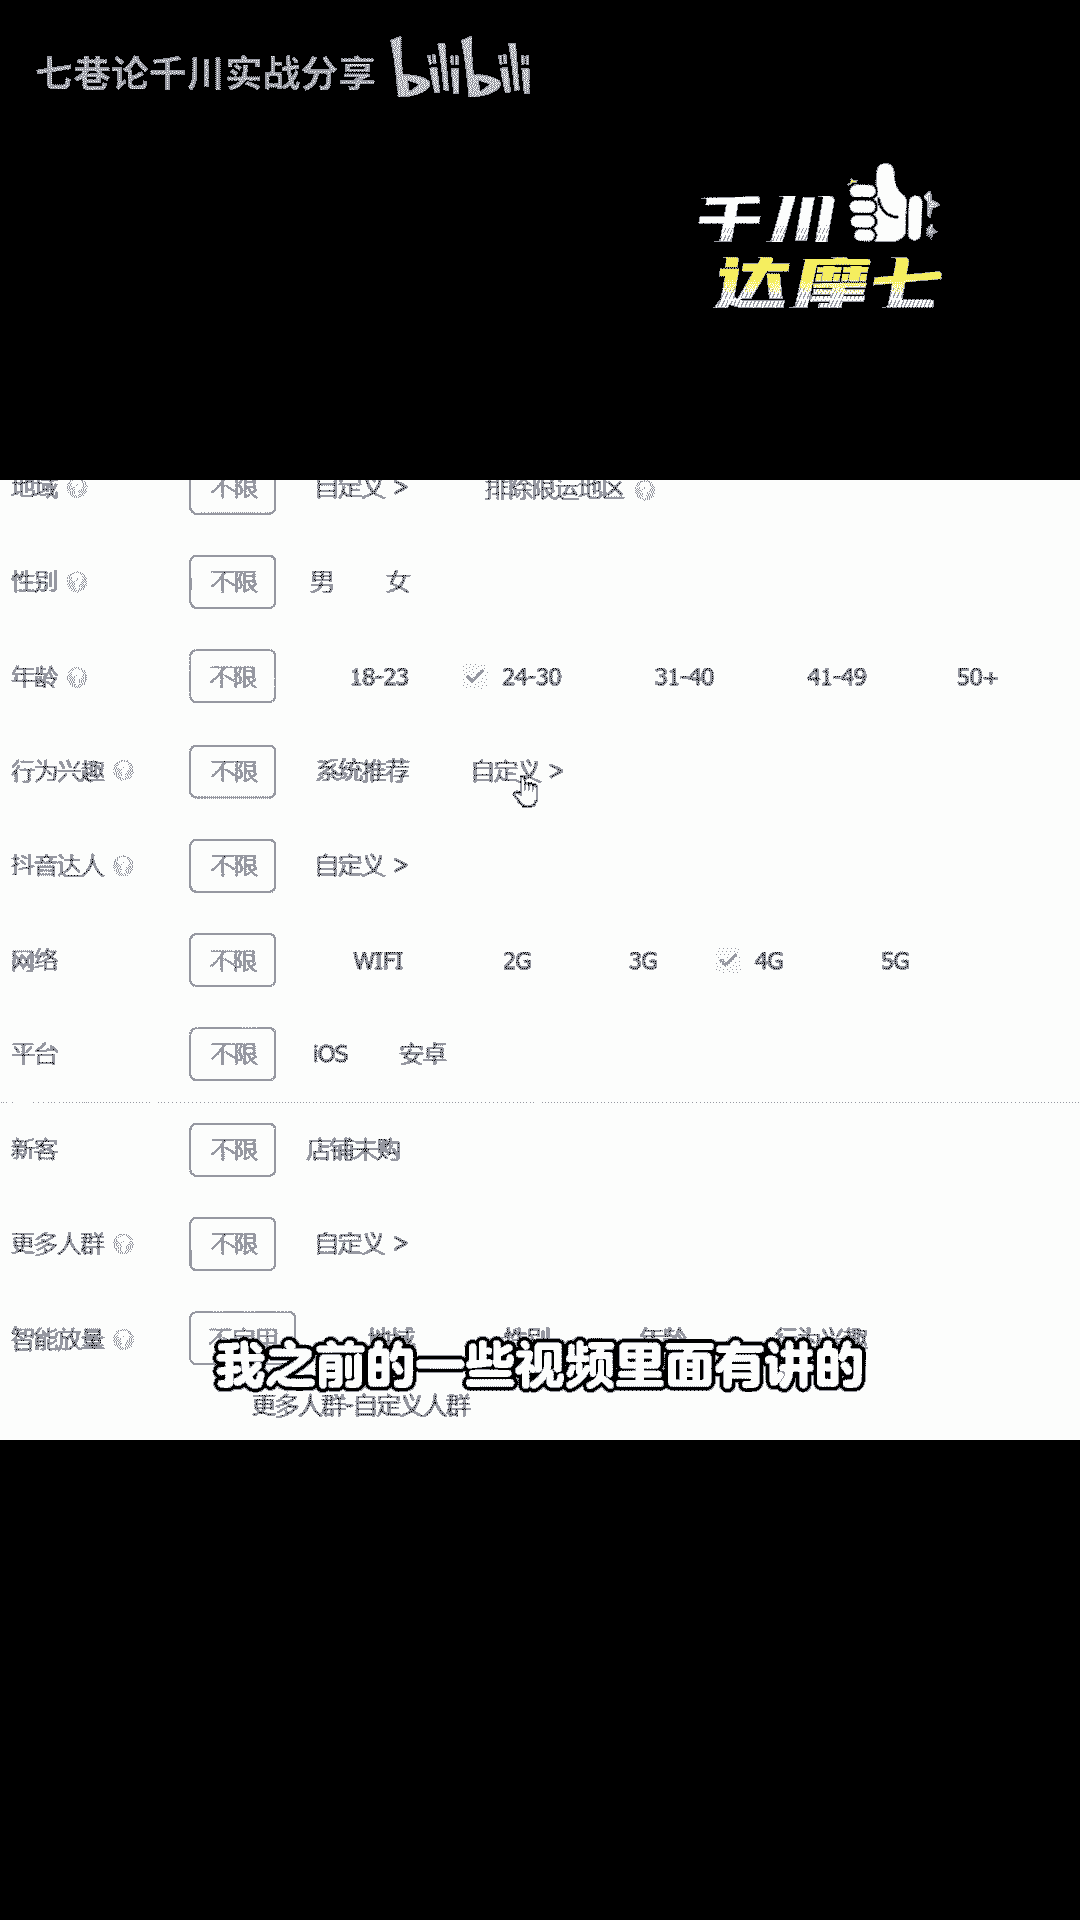 七巷论千川实战分享 bilibili
千川
达摩七
地域 不限 自定义 > 排除限运地区
性别 不限 男 女
年龄 不限 18-23 24-30 31-40 41-49 50+
行为兴趣 不限 系统推荐 自定义 >
抖音达人 不限 自定义 >
网络 不限 WIFI 2G 3G 4G 5G
平台 不限 iOS 安卓
新客 不限 店铺未购
更多人群 不限 自定义 >
智能放量 不启用 地域 性别 年龄 行为兴趣
我之前的一些视频里面有讲的
更多人群-自定义人群